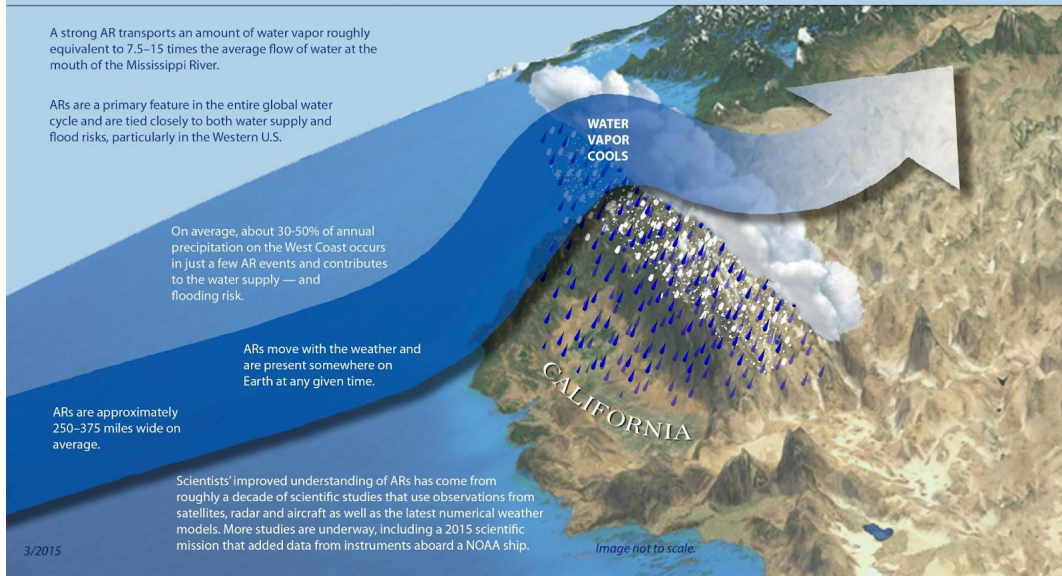 A strong AR transports an amount of water vapor roughly
equivalent to 7.5–15 times the average flow of water at the
mouth of the Mississippi River.
ARs are a primary feature in the entire global water
cycle and are tied closely to both water supply and
flood risks, particularly in the Western U.S.
WATER
VAPOR
COOLS
On average, about 30-50% of annual
precipitation on the West Coast occurs
in just a few AR events and contributes
to the water supply — and
flooding risk.
ARs move with the weather and
are present somewhere on
Earth at any given time.
CALIFORNIA
ARs are approximately
250–375 miles wide on
average.
Scientists' improved understanding of ARs has come from
roughly a decade of scientific studies that use observations from
satellites, radar and aircraft as well as the latest numerical weather
models. More studies are underway, including a 2015 scientific
mission that added data from instruments aboard a NOAA ship.
3/2015
Image not to scale.